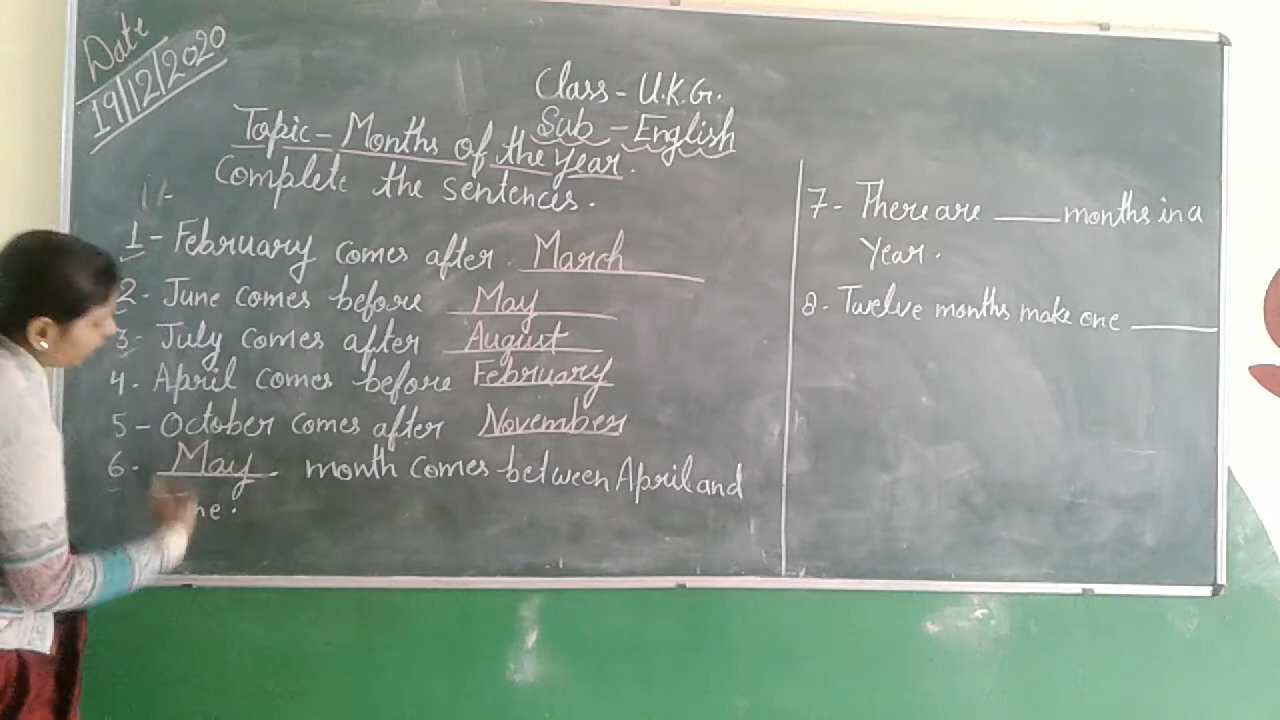 Date
19/12/2020
Class - U.K.G.
Sub - English
Topic - Months of the Year.
Complete the sentences.
1/-
1 - February comes after. March
2 - June comes before May
3 - July comes after August
4 - April comes before February
5 - October comes after November
6 - May month comes between April and
ne.
7 - There are ____ months in a
Year.
8 - Twelve months make one ____